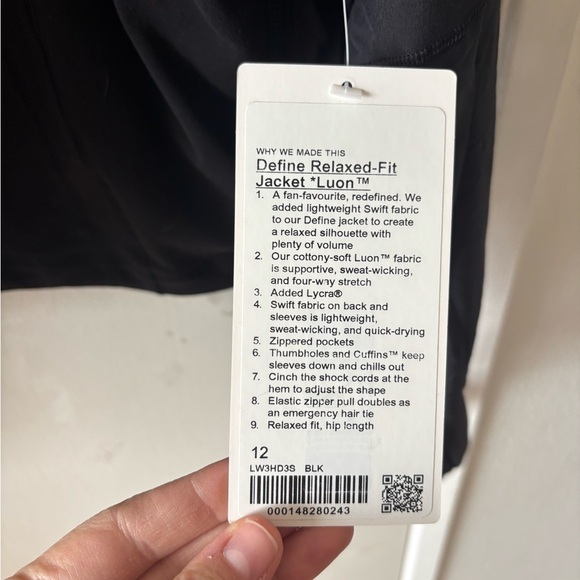 WHY WE MADE THIS
Define Relaxed-Fit
Jacket *Luon™
1. A fan-favourite, redefined. We
added lightweight Swift fabric
to our Define jacket to create
a relaxed silhouette with
plenty of volume
2. Our cottony-soft Luon™ fabric
is supportive, sweat-wicking,
and four-way stretch
3. Added Lycra®
4. Swift fabric on back and
sleeves is lightweight,
sweat-wicking, and quick-drying
5. Zippered pockets
6. Thumbholes and Cuffins™ keep
sleeves down and chills out
7. Cinch the shock cords at the
hem to adjust the shape
8. Elastic zipper pull doubles as
an emergency hair tie
9. Relaxed fit, hip length
12
LW3HD3S BLK
000148280243